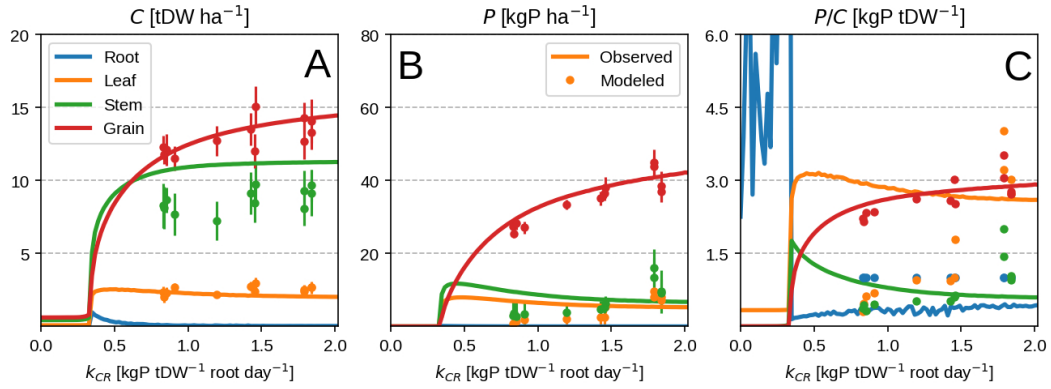 C [tDW ha⁻¹]
20
15
10
5
0.0 0.5 1.0 1.5 2.0
k_CR [kgP tDW⁻¹ root day⁻¹]
Root
Leaf
Stem
Grain
A
P [kgP ha⁻¹]
80
60
40
20
0.0 0.5 1.0 1.5 2.0
k_CR [kgP tDW⁻¹ root day⁻¹]
B
Observed
Modeled
P/C [kgP tDW⁻¹]
6.0
4.5
3.0
1.5
0.0 0.5 1.0 1.5 2.0
k_CR [kgP tDW⁻¹ root day⁻¹]
C